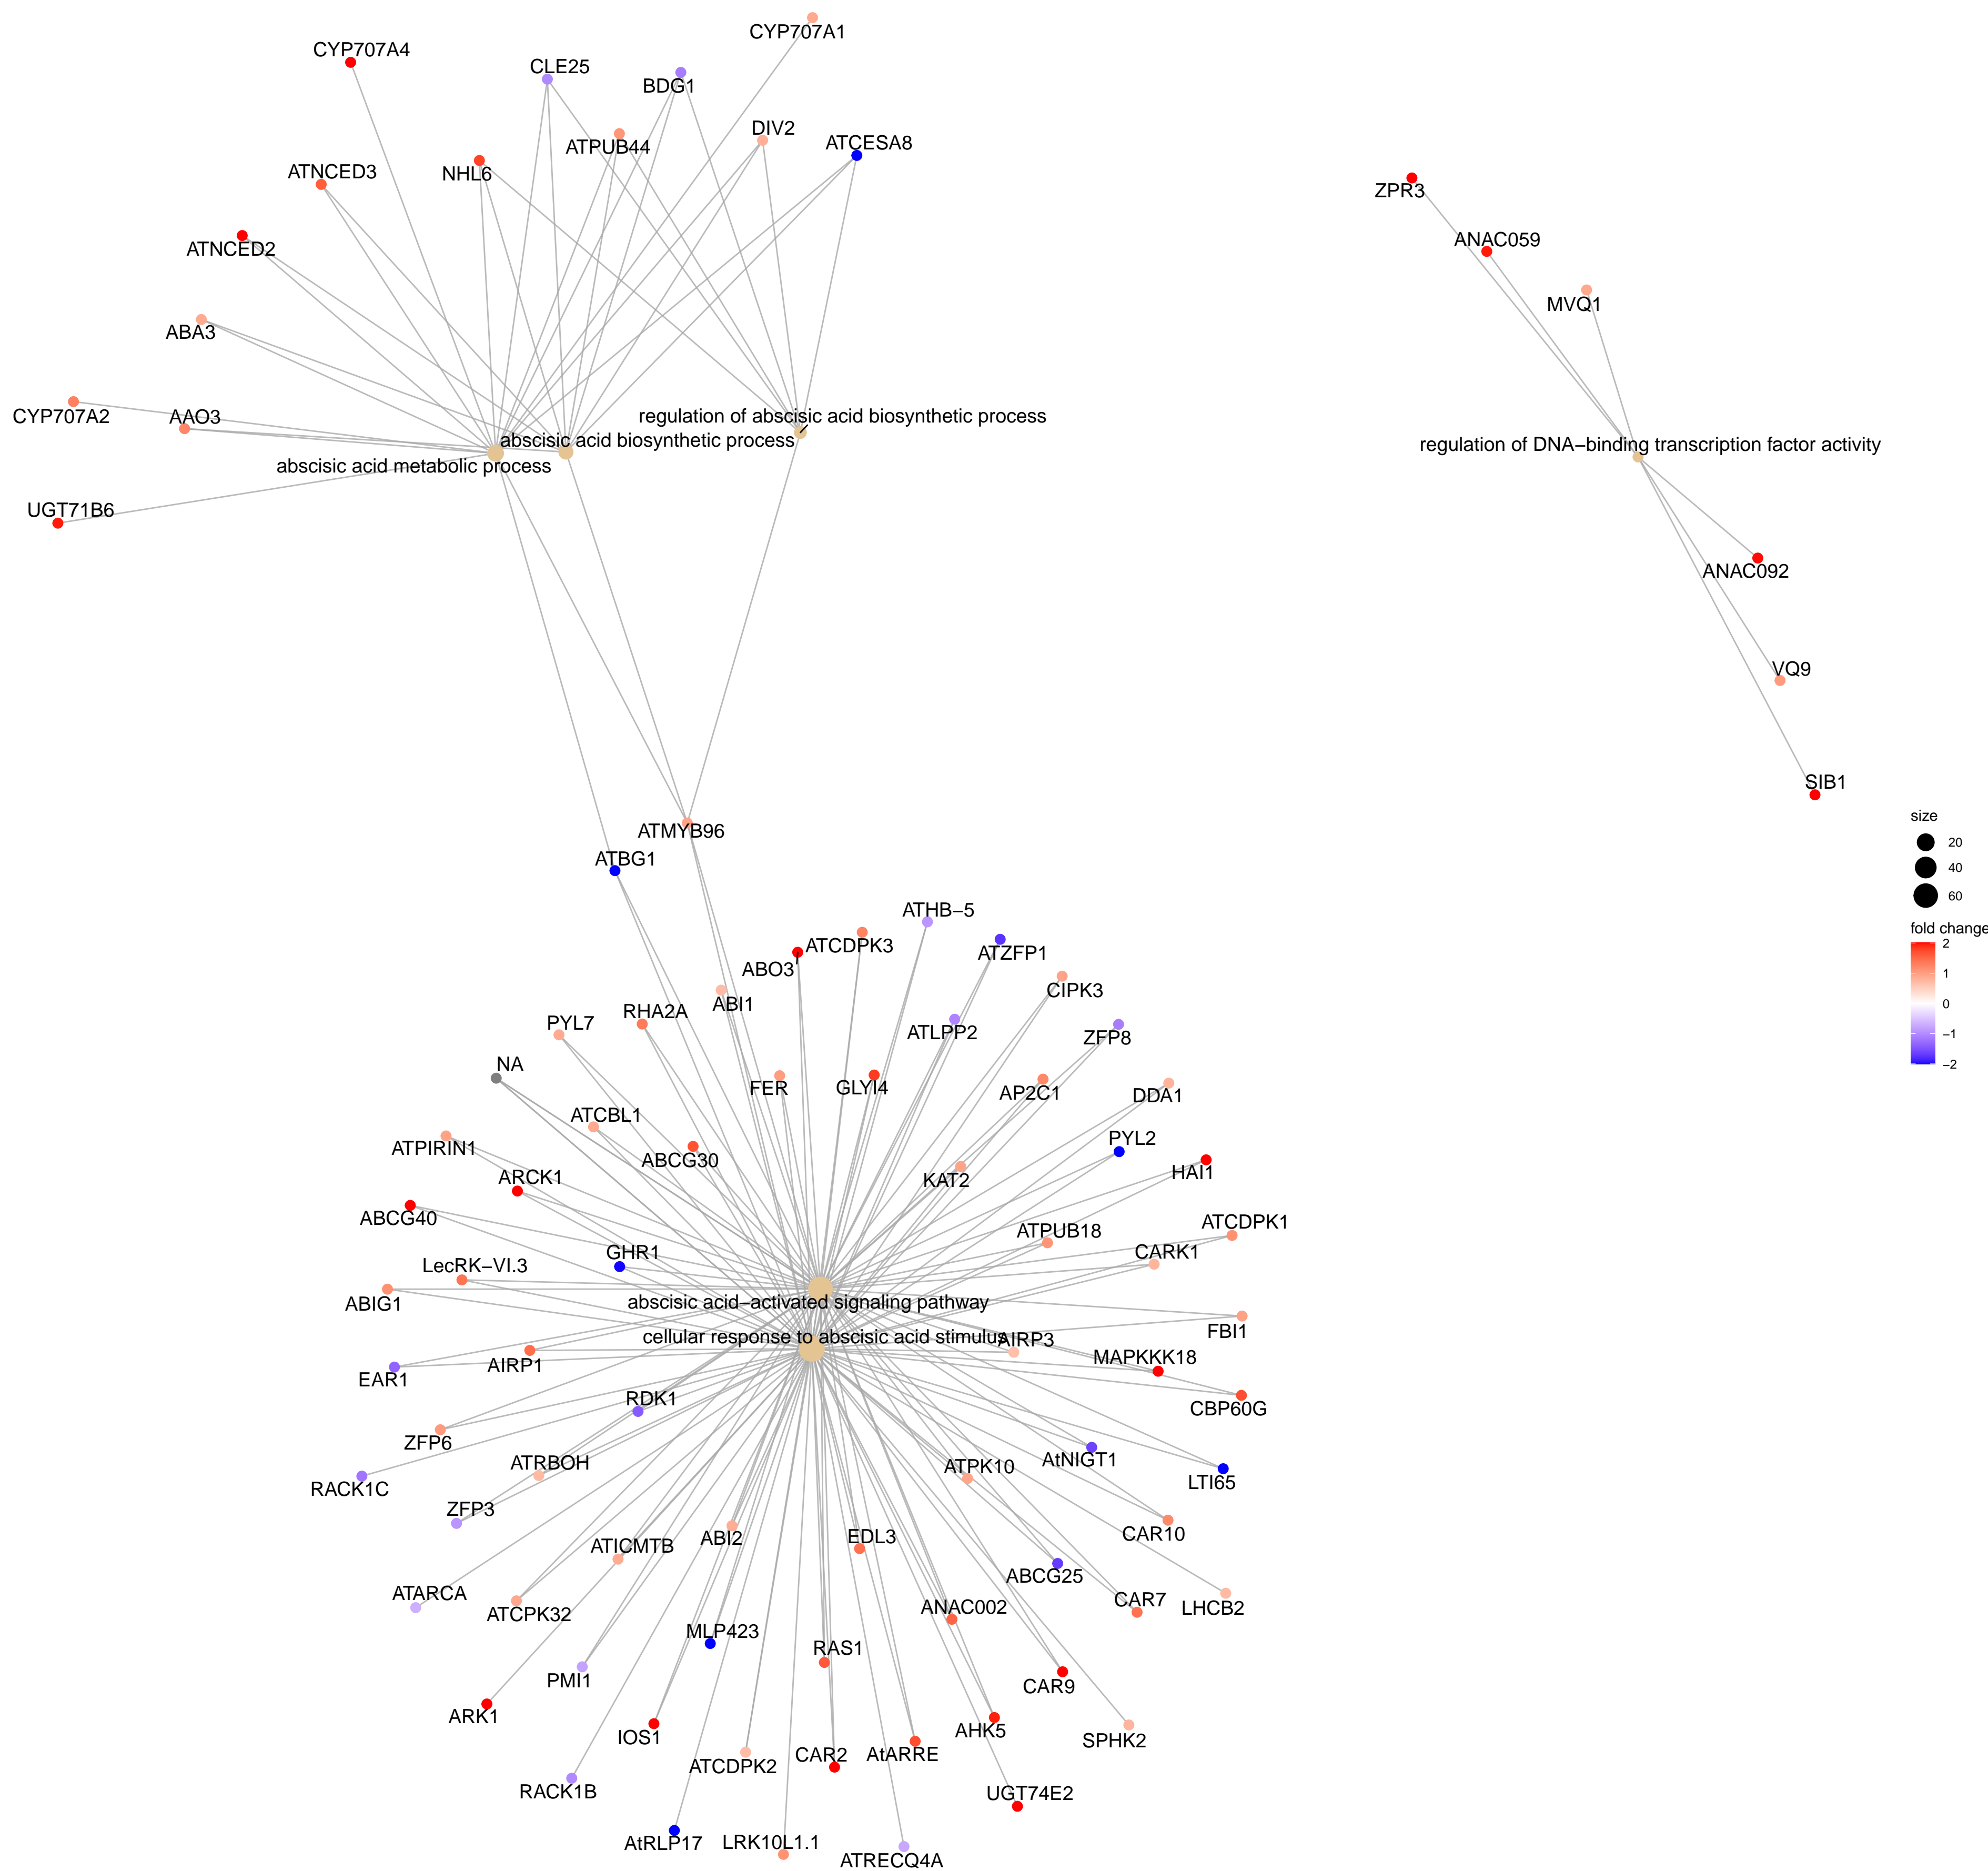 CYP707A1
CYP707A4
CLE25
BDG1
DIV2
ATPUB44
ATCESA8
NHL6
ATNCED3
ZPR3
ANAC059
ATNCED2
MVQ1
ABA3
CYP707A2
AAO3
regulation of abscisic acid biosynthetic process
abscisic acid biosynthetic process
regulation of DNA−binding transcription factor activity
abscisic acid metabolic process
UGT71B6
ANAC092
VQ9
SIB1
size
20
40
60
fold change
2
1
0
−1
−2
ATMYB96
ATBG1
ATHB−5
ATCDPK3
ATZFP1
ABO3
CIPK3
ABI1
RHA2A
PYL7
ATLPP2
ZFP8
NA
FER
GLYI4
AP2C1
DDA1
ATCBL1
ATPIRIN1
PYL2
ABCG30
HAI1
ARCK1
KAT2
ABCG40
ATPUB18
ATCDPK1
GHR1
CARK1
LecRK−VI.3
ABIG1
abscisic acid−activated signaling pathway
FBI1
cellular response to abscisic acid stimulus
AIRP3
MAPKKK18
AIRP1
EAR1
RDK1
CBP60G
ZFP6
ATRBOH
AtNIGT1
ATPK10
LTI65
RACK1C
ZFP3
CAR10
ABI2
EDL3
ATICMTB
ABCG25
ATARCA
CAR7
LHCB2
ATCPK32
ANAC002
MLP423
RAS1
PMI1
CAR9
ARK1
IOS1
AHK5
SPHK2
ATCDPK2
CAR2
AtARRE
RACK1B
UGT74E2
AtRLP17
LRK10L1.1
ATRECQ4A